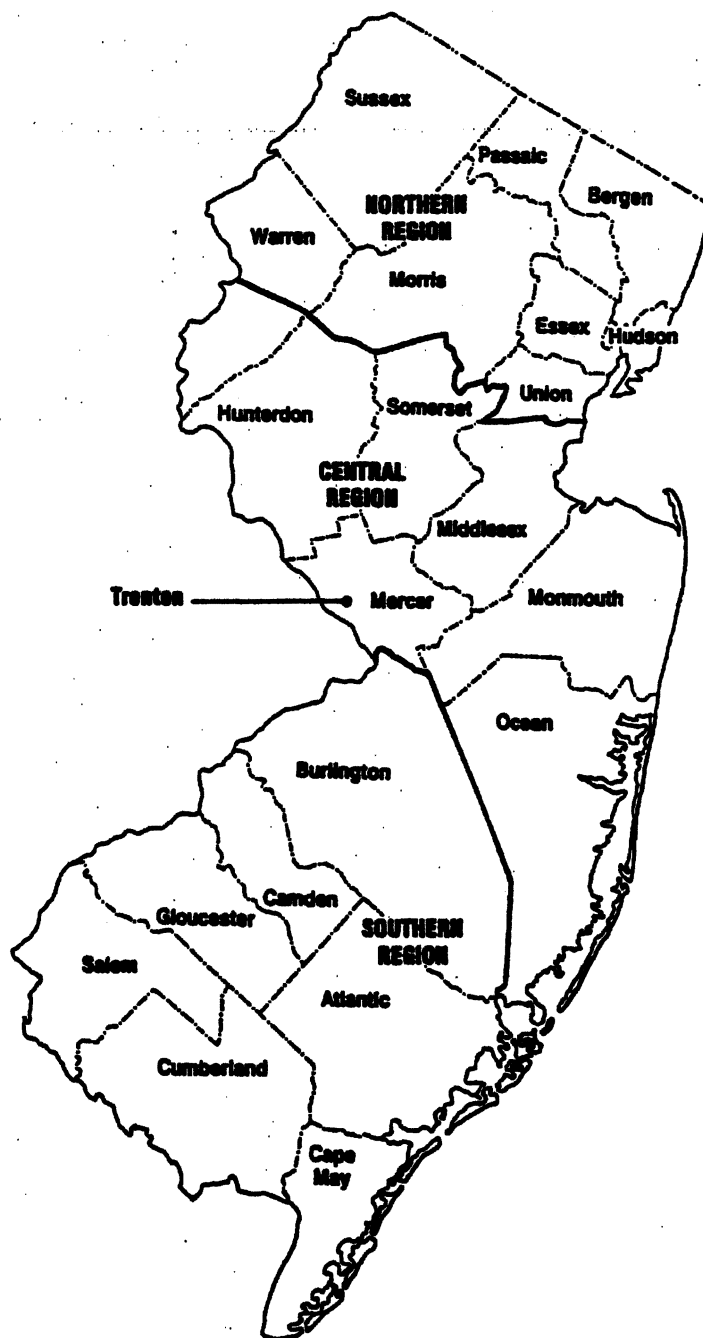 Sussex
Passaic
Bergen
NORTHERN
REGION
Warren
Morris
Essex
Hudson
Union
Hunterdon
Somerset
CENTRAL
REGION
Middlesex
Trenton
Mercer
Monmouth
Ocean
Burlington
Camden
Gloucester
SOUTHERN
REGION
Salem
Atlantic
Cumberland
Cape
May